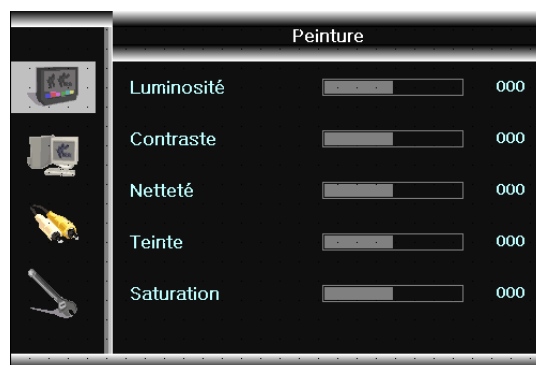 Peinture
Luminosité 000
Contraste 000
Netteté 000
Teinte 000
Saturation 000